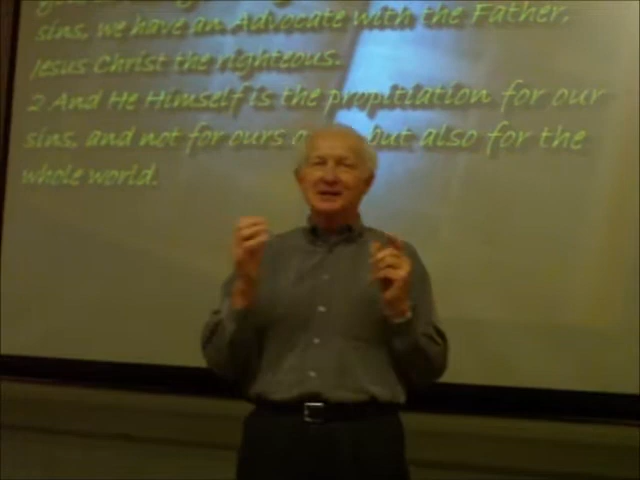 sins, we have an Advocate with the Father,
Jesus Christ the righteous.
2 And He Himself is the propitiation for our
sins, and not for ours but also for the
whole world.